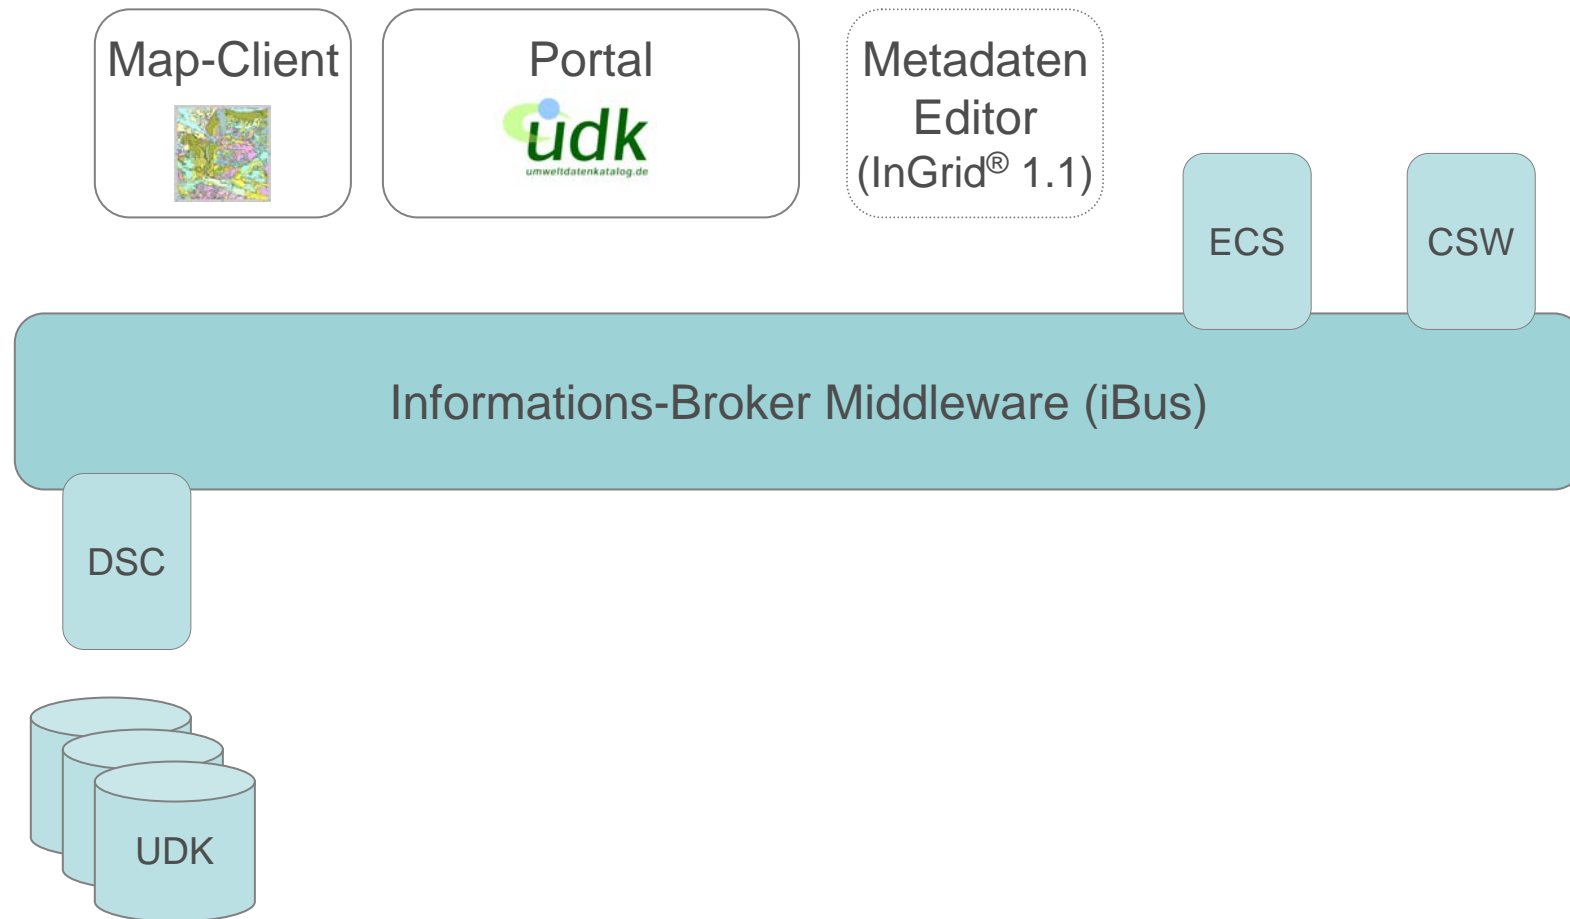 Map-Client
Portal
udk
umweltdatenkatalog.de
Metadaten
Editor
(InGrid® 1.1)
ECS
CSW
Informations-Broker Middleware (iBus)
DSC
UDK